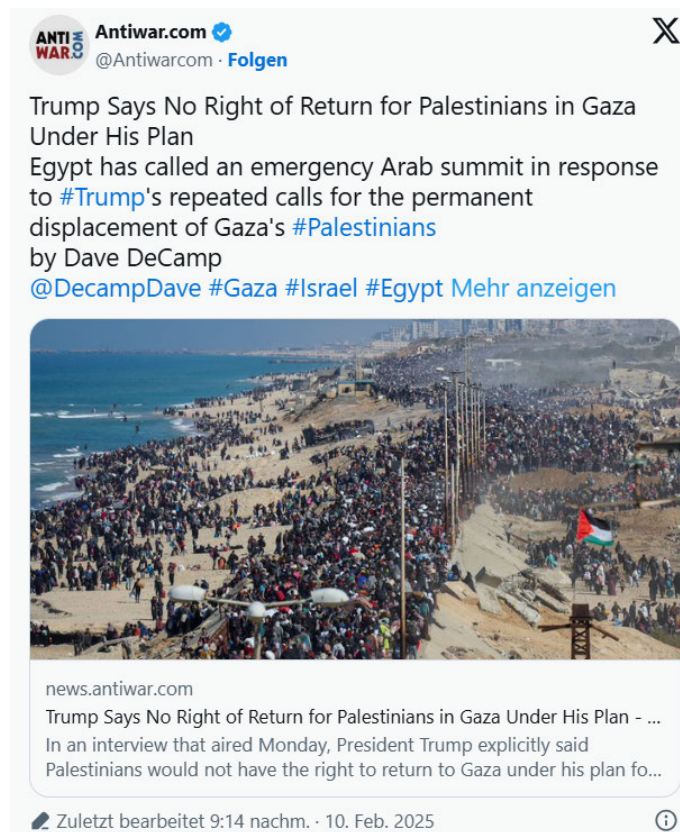 ANTI
WAR.COM
Antiwar.com
X
@Antiwarcom · Folgen
Trump Says No Right of Return for Palestinians in Gaza
Under His Plan
Egypt has called an emergency Arab summit in response
to #Trump's repeated calls for the permanent
displacement of Gaza's #Palestinians
by Dave DeCamp
@DecampDave #Gaza #Israel #Egypt Mehr anzeigen
news.antiwar.com
Trump Says No Right of Return for Palestinians in Gaza Under His Plan - ...
In an interview that aired Monday, President Trump explicitly said
Palestinians would not have the right to return to Gaza under his plan fo...
Zuletzt bearbeitet 9:14 nachm. · 10. Feb. 2025